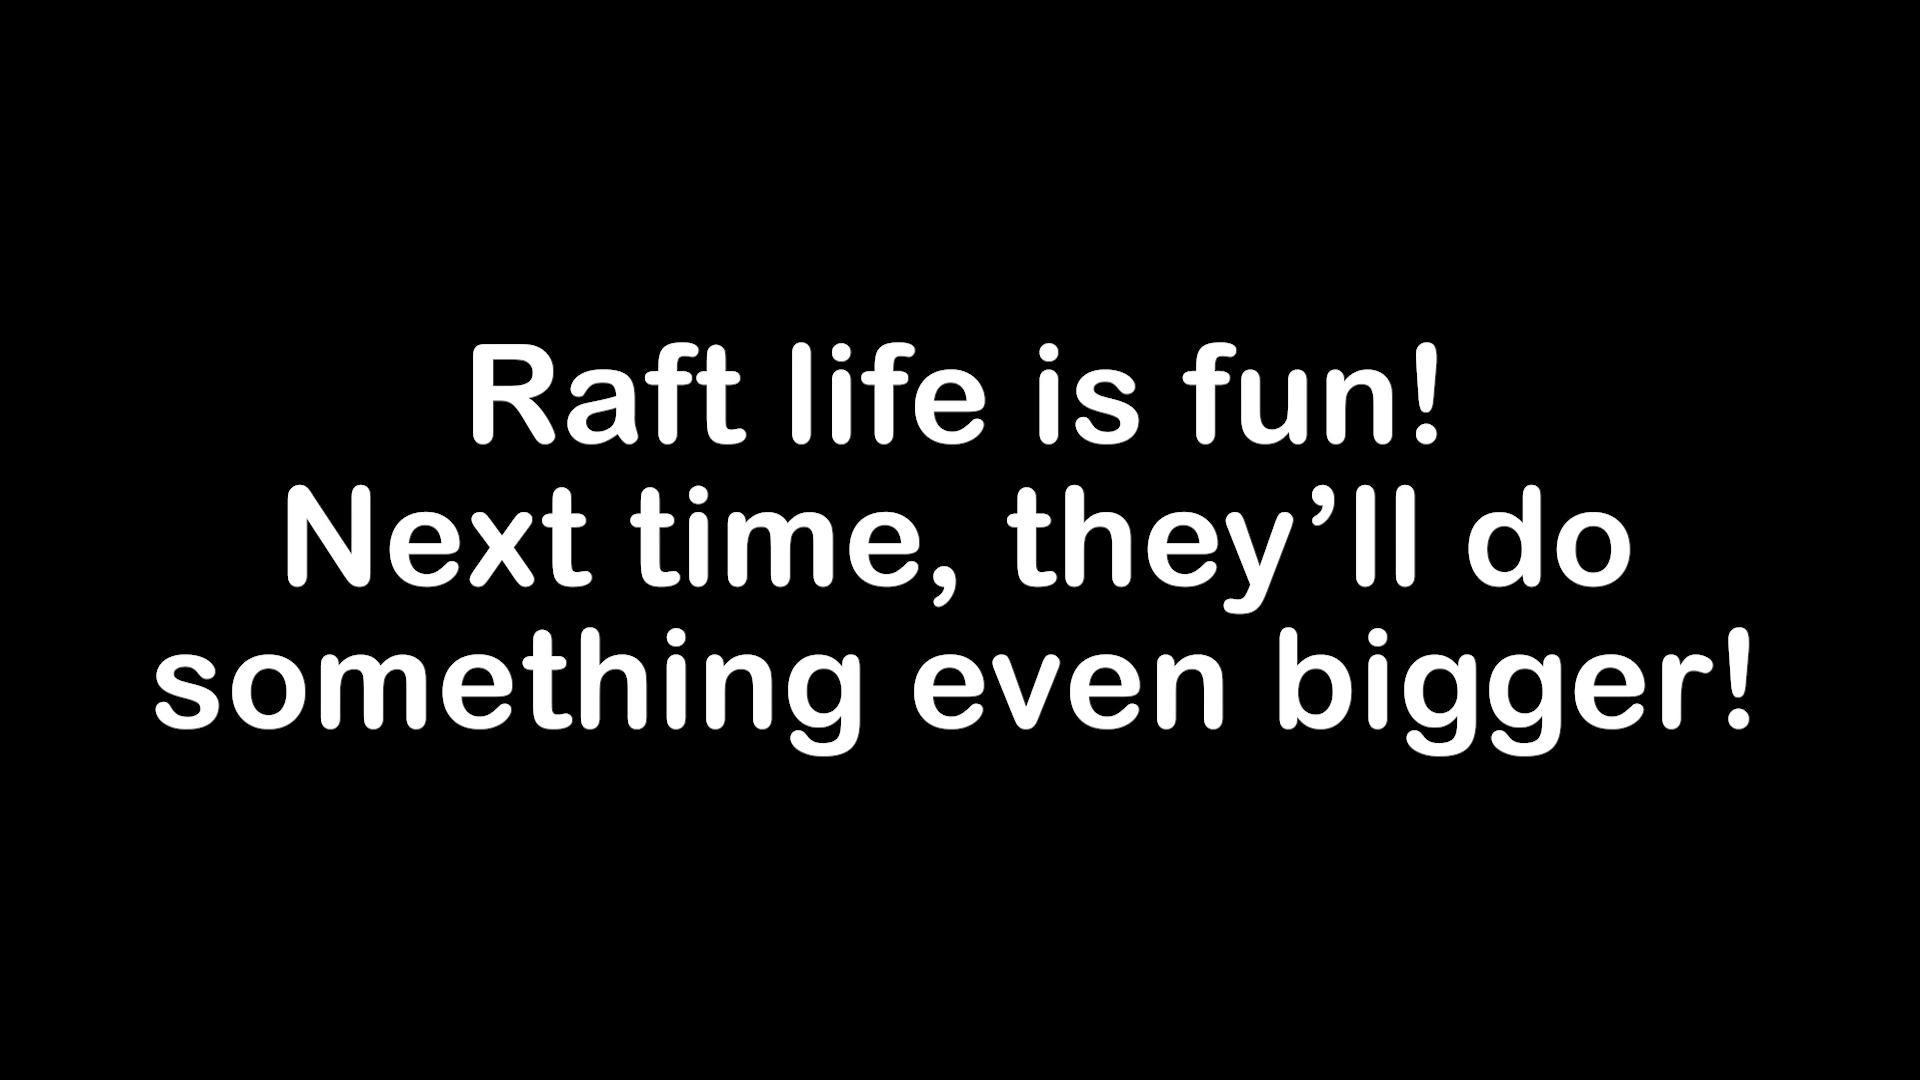 Raft life is fun!
Next time, they’ll do
something even bigger!